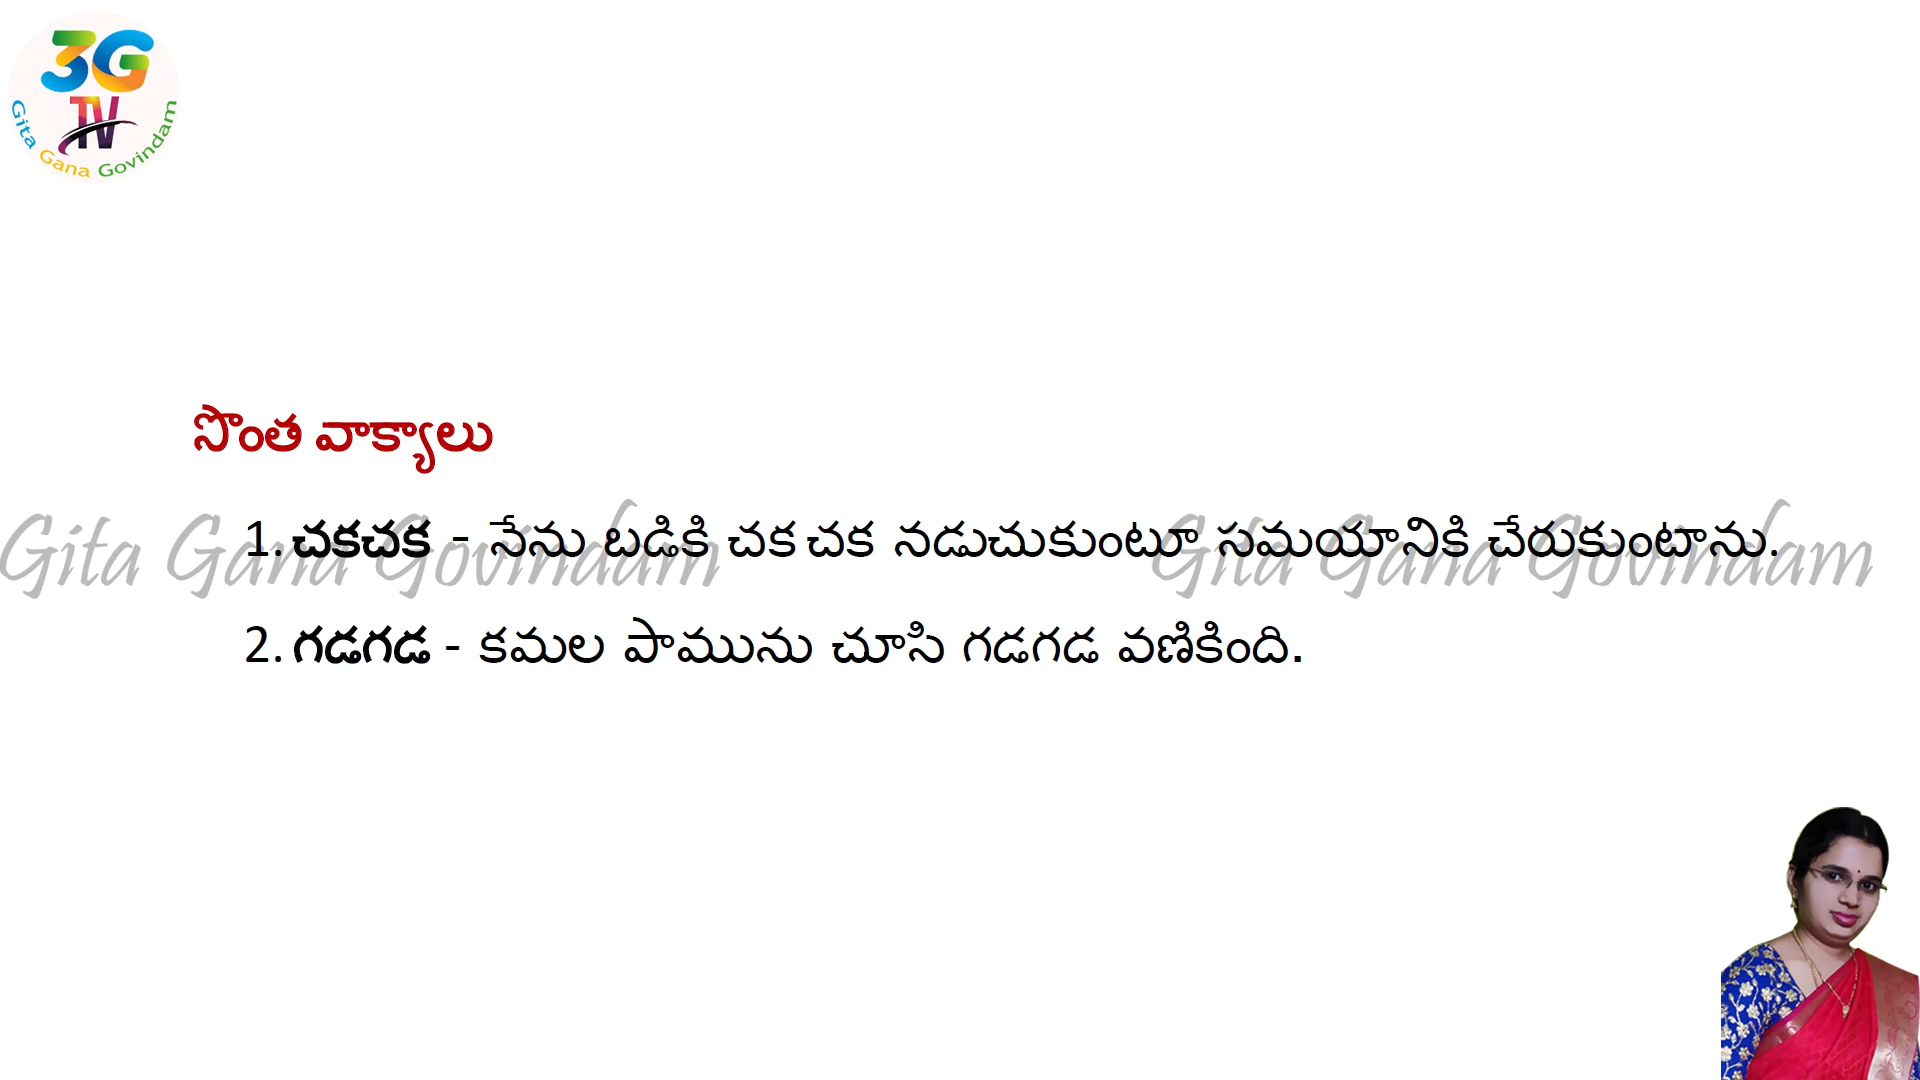 3G
TV
Gita Gana Govindam
సొంత వాక్యాలు
Gita Gana Govindam Gita Gana Govindam
1. చకచక - నేను బడికి చక చక నడుచుకుంటూ సమయానికి చేరుకుంటాను.
2. గడగడ - కమల పామును చూసి గడగడ వణికింది.